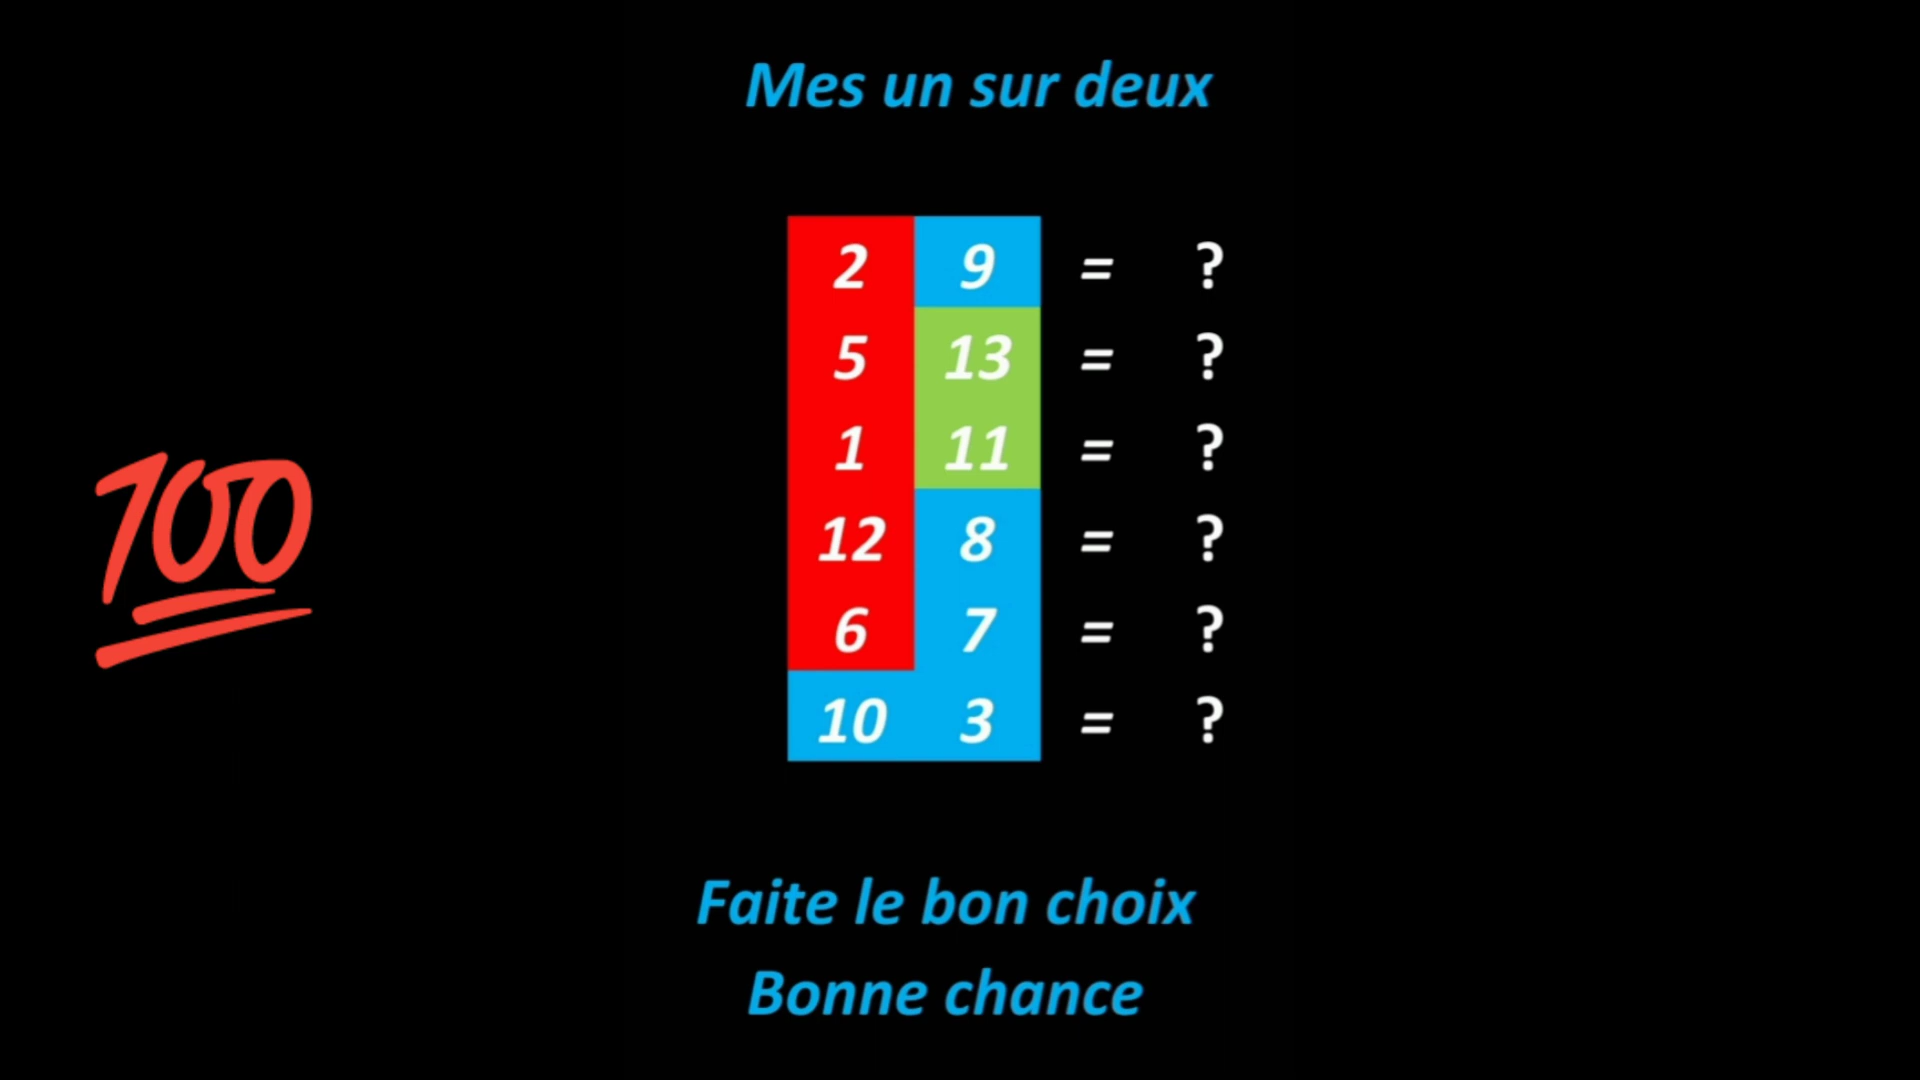 Mes un sur deux
2 9 = ?
5 13 = ?
1 11 = ?
12 8 = ?
6 7 = ?
10 3 = ?
100
Faite le bon choix
Bonne chance